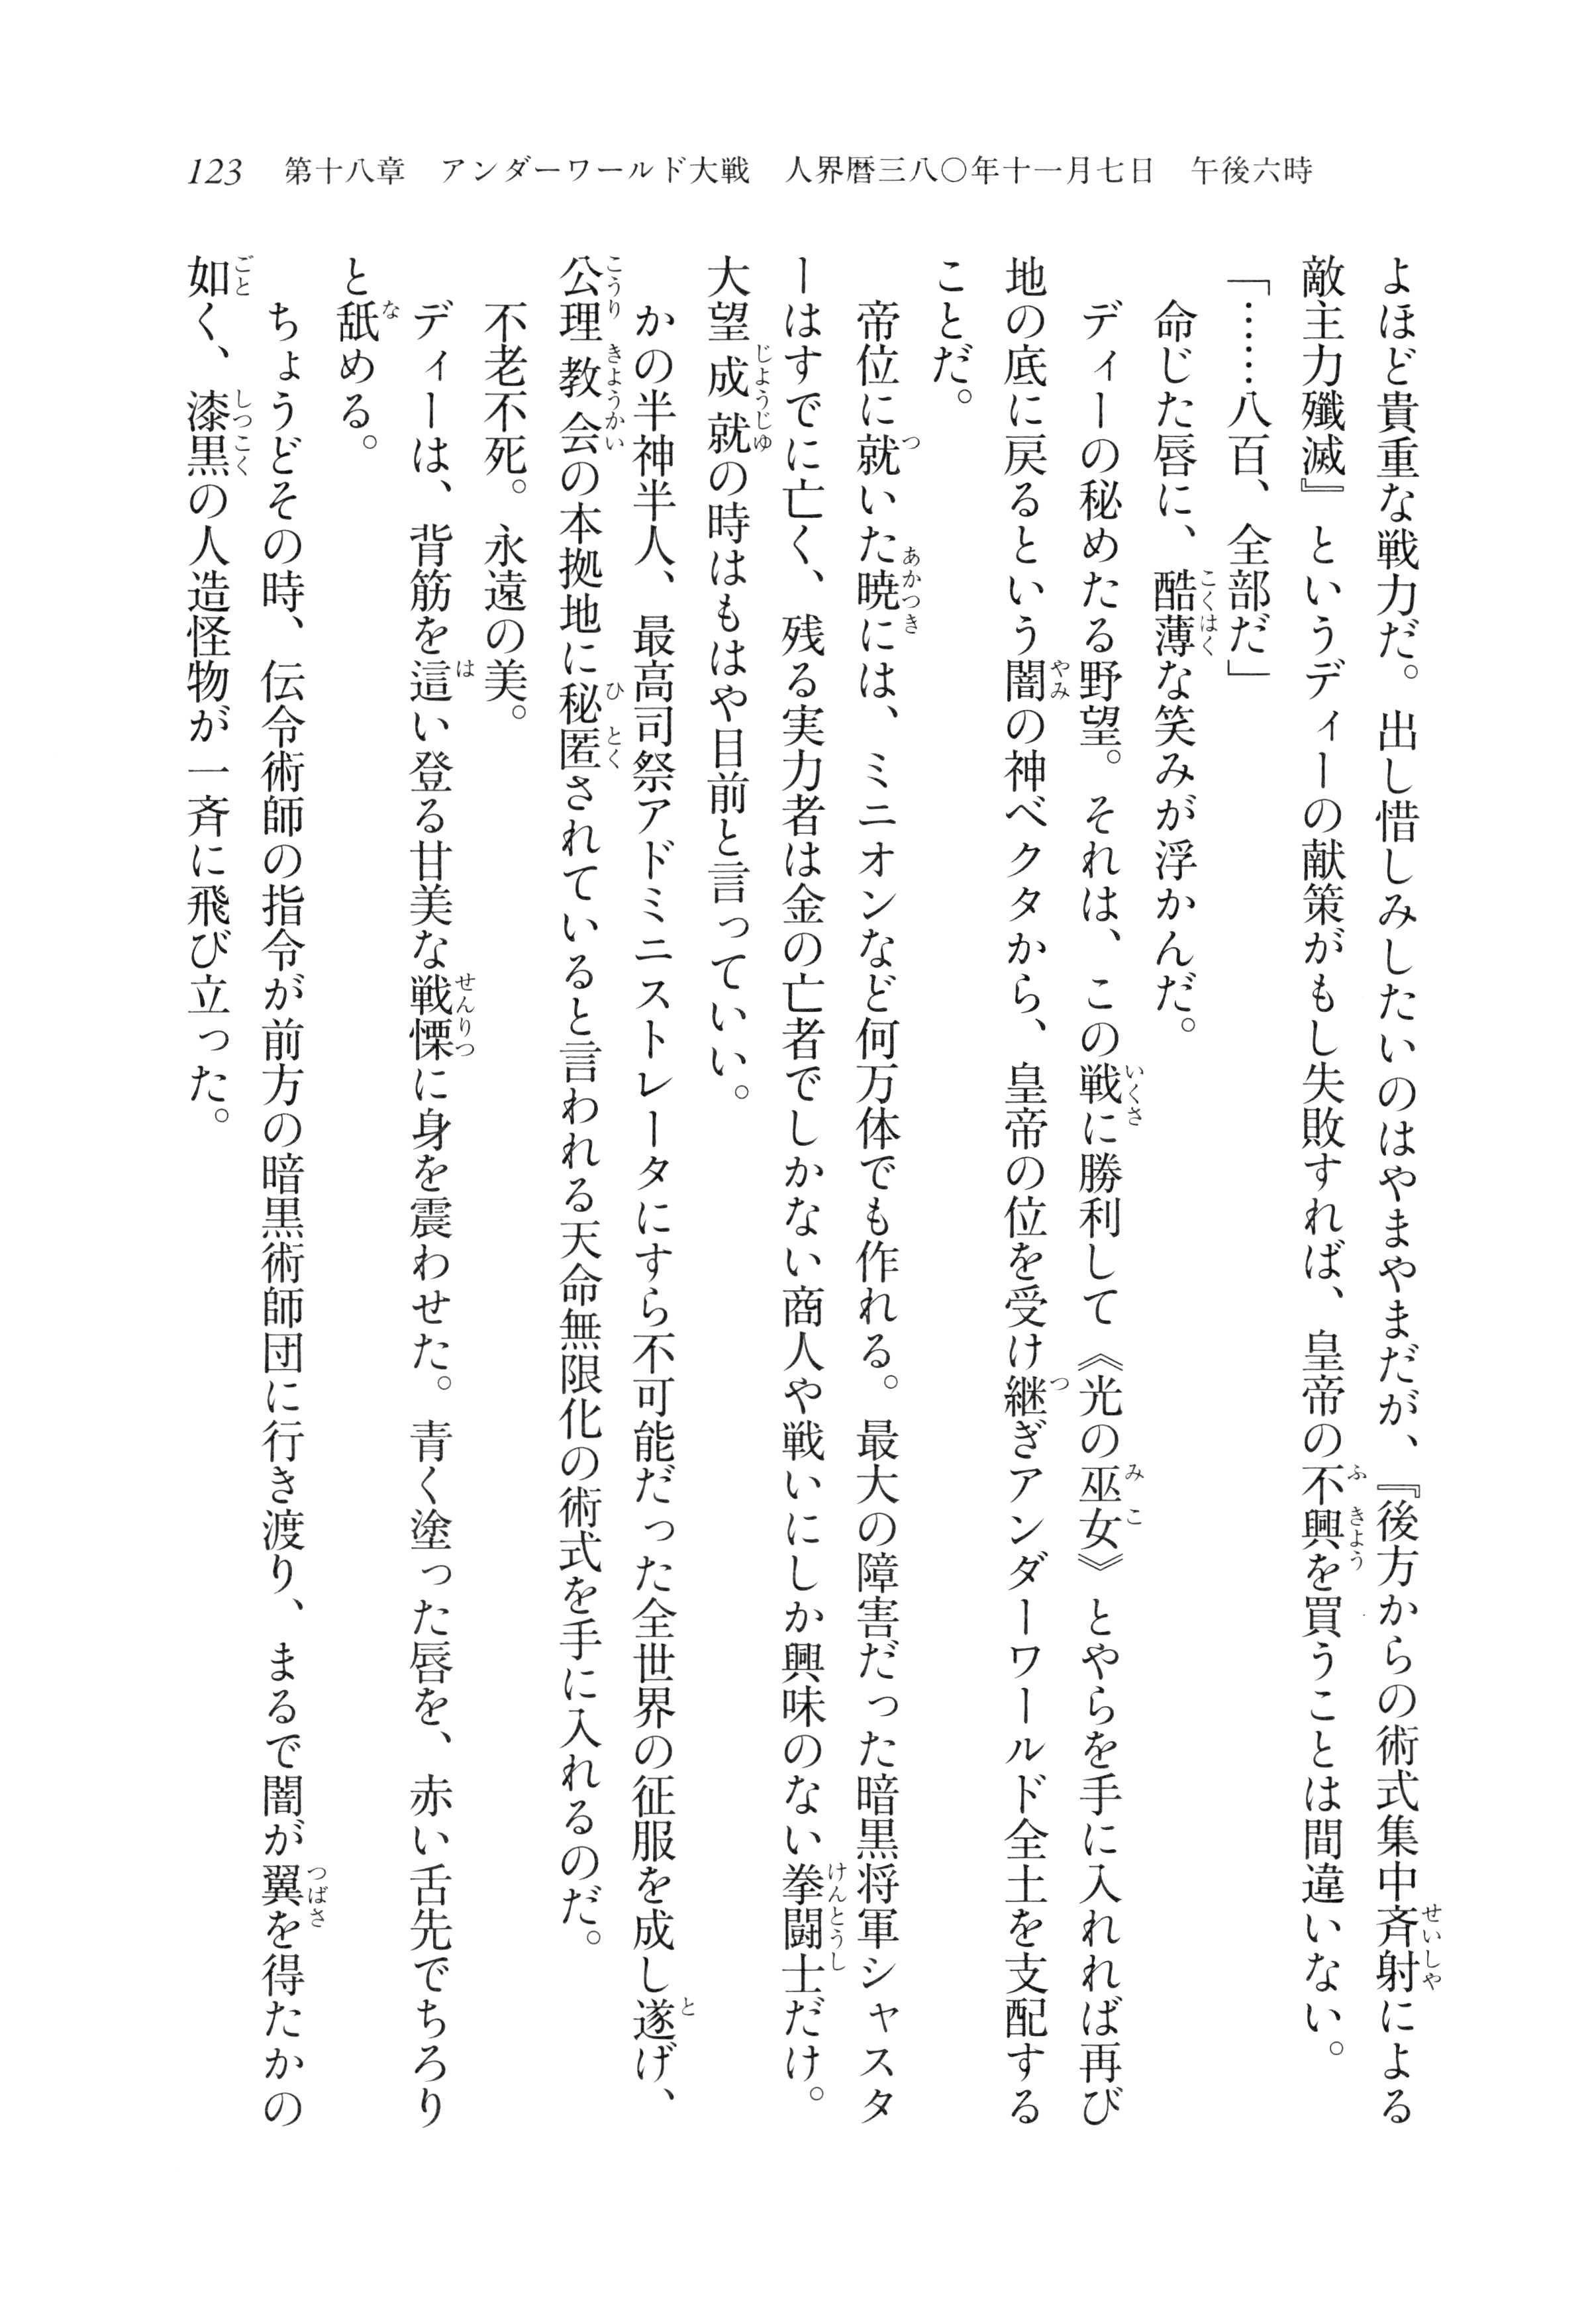 123　第十八章　アンダーワールド大戦　人界暦三八〇年十一月七日　午後六時
よほど貴重な戦力だ。出し惜しみしたいのはやまやまだが、『後方からの術式集中斉射による
敵主力殲滅』というディーの献策がもし失敗すれば、皇帝の不興を買うことは間違いない。
「……八百、全部だ」
　命じた唇に、酷薄な笑みが浮かんだ。
　ディーの秘めたる野望。それは、この戦に勝利して《光の巫女》とやらを手に入れれば再び
地の底に戻るという闇の神ベクタから、皇帝の位を受け継ぎアンダーワールド全土を支配する
ことだ。
　帝位に就いた暁には、ミニオンなど何万体でも作れる。最大の障害だった暗黒将軍シャスタ
ーはすでに亡く、残る実力者は金の亡者でしかない商人や戦いにしか興味のない拳闘士だけ。
大望成就の時はもはや目前と言っていい。
　かの半神半人、最高司祭アドミニストレータにすら不可能だった全世界の征服を成し遂げ、
公理教会の本拠地に秘匿されていると言われる天命無限化の術式を手に入れるのだ。
　不老不死。永遠の美。
　ディーは、背筋を這い登る甘美な戦慄に身を震わせた。青く塗った唇を、赤い舌先でちろり
と舐める。
　ちょうどその時、伝令術師の指令が前方の暗黒術師団に行き渡り、まるで闇が翼を得たかの
如く、漆黒の人造怪物が一斉に飛び立った。